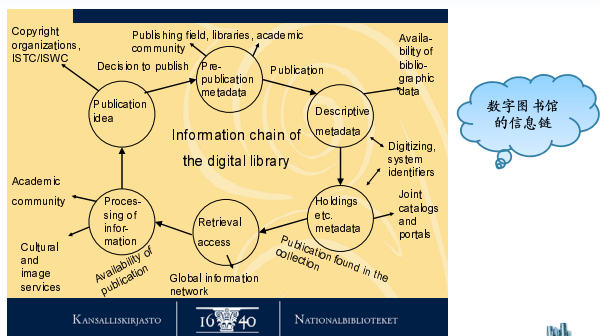 Copyright
organizations,
ISTC/ISWC
Publishing field, libraries, academic
community
Decision to publish
Pre-
publication
metadata
Publication
Availa-
bility of
biblio-
graphic
data
Publication
idea
Descriptive
metadata
Information chain of
the digital library
Digitizing,
system
identifiers
Academic
community
Proces-
sing of
infor-
mation
Retrieval
access
Holdings
etc.
metadata
Joint
catalogs
and
portals
Cultural
and
image
services
Availability of
publication
Publication found in the
collection
Global information
network
KANSALLISKIRJASTO
1640
NATIONALBIBLIOTEKET
数字图书馆
的信息链